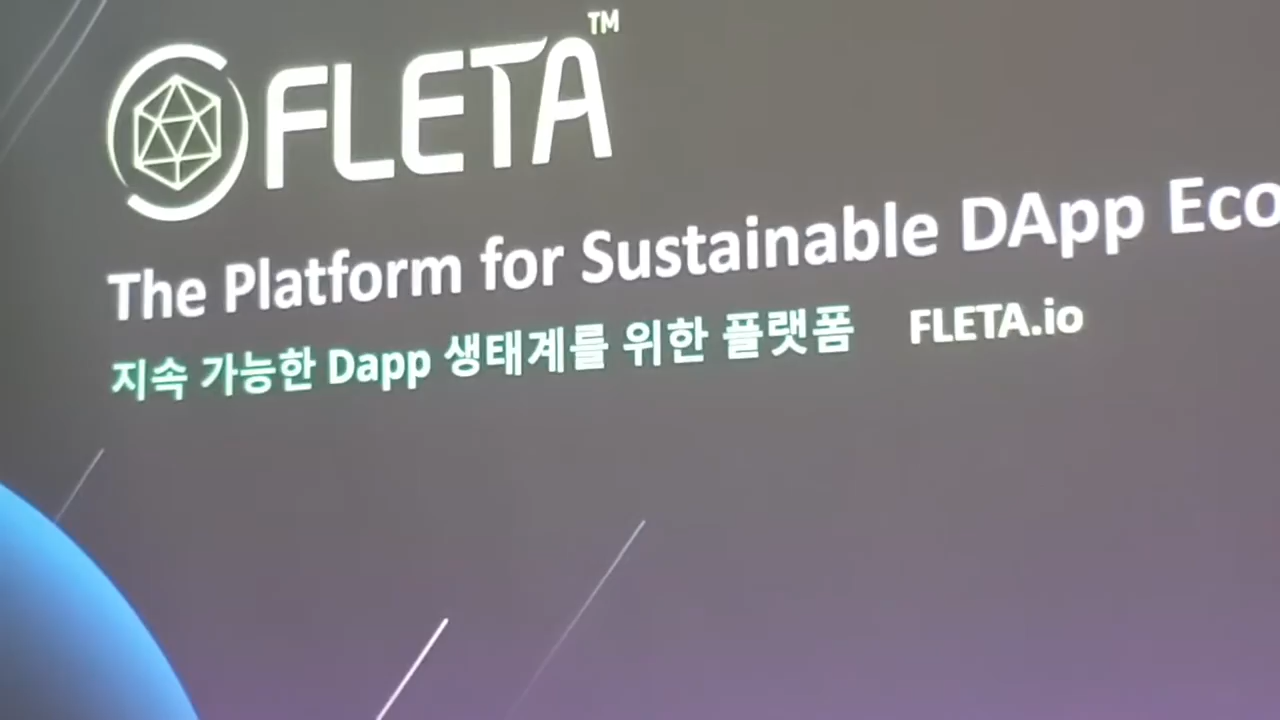 FLETA™
The Platform for Sustainable DApp Eco
지속 가능한 Dapp 생태계를 위한 플랫폼 FLETA.io